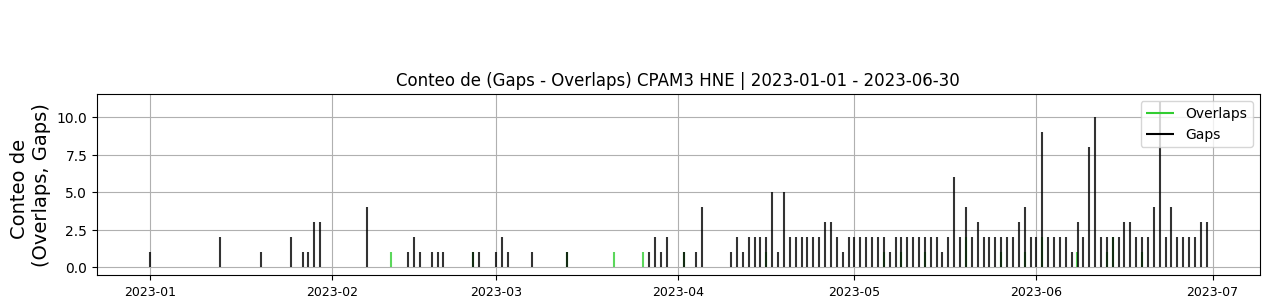 Conteo de (Gaps - Overlaps) CPAM3 HNE | 2023-01-01 - 2023-06-30
Conteo de
(Overlaps, Gaps)
10.0
7.5
5.0
2.5
0.0
Overlaps
Gaps
2023-01
2023-02
2023-03
2023-04
2023-05
2023-06
2023-07